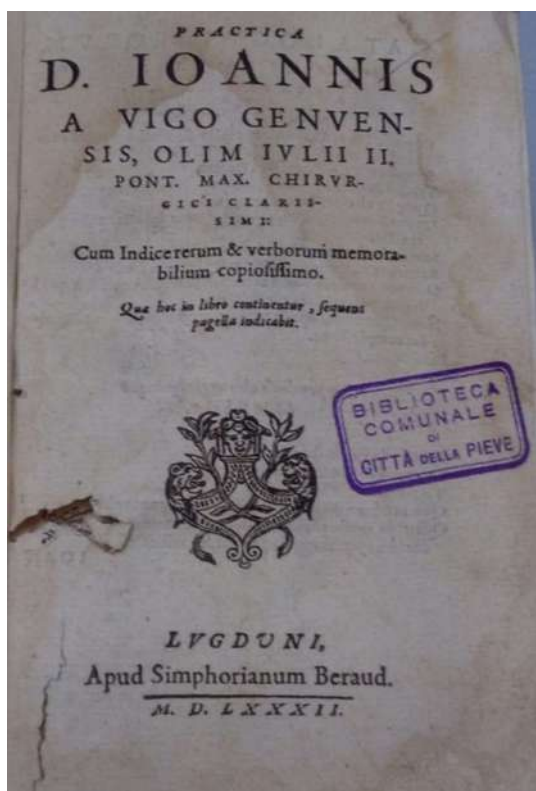 PRACTICA
D. IOANNIS
A VIGO GENVEN-
SIS, OLIM IVLII II.
PONT. MAX. CHIRVR-
GICI CLARIS-
SIMI:
Cum Indice rerum & verborum memora-
bilium copiosissimo.
Quæ hoc in libro continentur, sequens
pagella indicabit.
BIBLIOTECA
COMUNALE
DI
CITTÀ DELLA PIEVE
LVGDVNI,
Apud Simphorianum Beraud.
M. D. LXXXII.